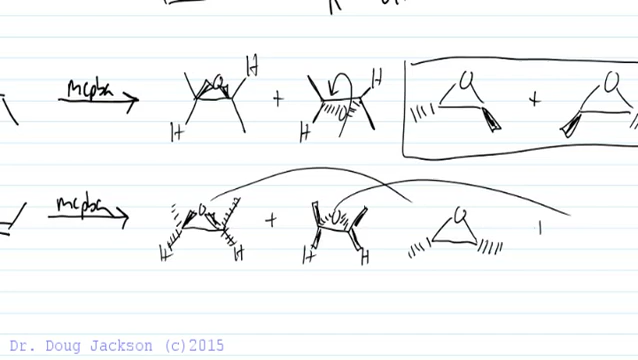 mcpba O H H + O H H O + O
mcpba O H H + O H H O
Dr. Doug Jackson (c)2015